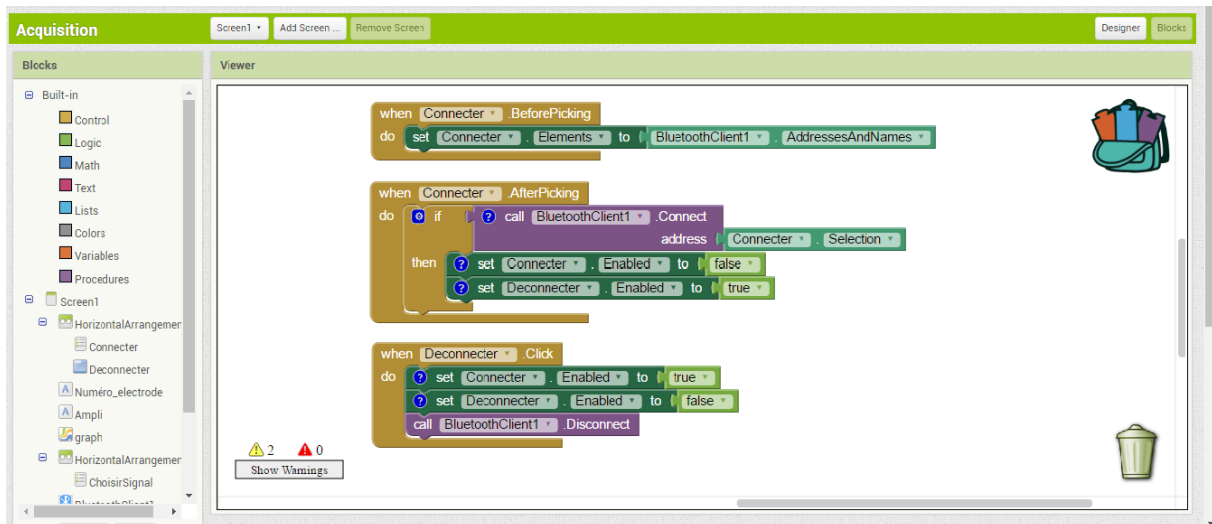 Acquisition
Screen1 Add Screen ... Remove Screen Designer Blocks
Blocks
Viewer
Built-in
Control
Logic
Math
Text
Lists
Colors
Variables
Procedures
Screen1
HorizontalArrangemer
Connecter
Deconnecter
Numéro_electrode
Ampli
graph
HorizontalArrangemer
ChoisirSignal
when Connecter .BeforePicking
do set Connecter . Elements to BluetoothClient1 . AddressesAndNames
when Connecter .AfterPicking
do if call BluetoothClient1 .Connect
address Connecter . Selection
then set Connecter . Enabled to false
set Deconnecter . Enabled to true
when Deconnecter .Click
do set Connecter . Enabled to true
set Deconnecter . Enabled to false
call BluetoothClient1 .Disconnect
2 0
Show Warnings